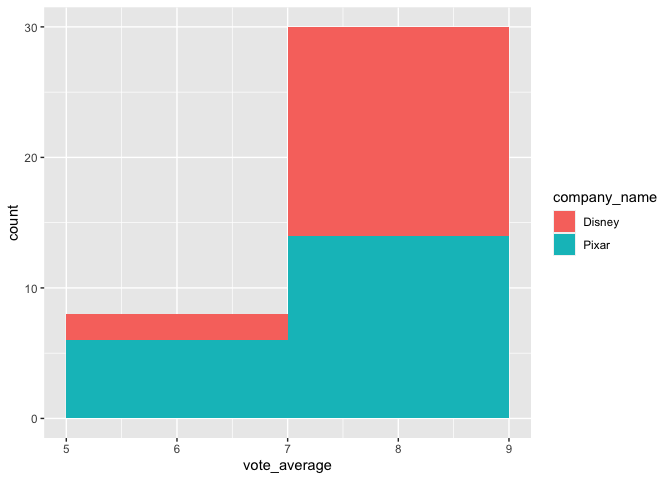 30
20
10
0
count
5 6 7 8 9
vote_average
company_name
Disney
Pixar